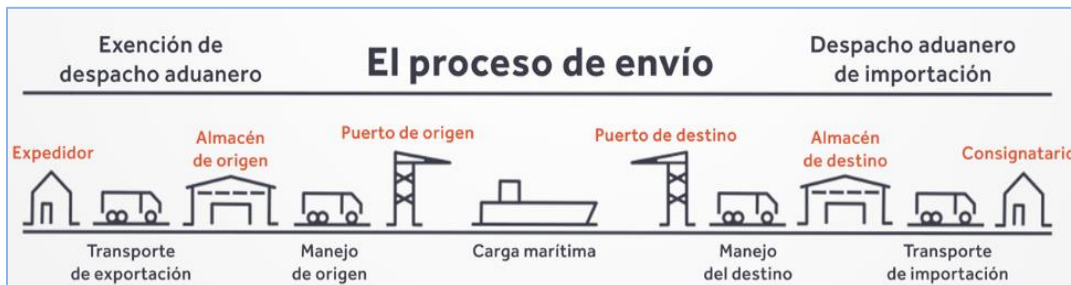 Exención de
despacho aduanero
El proceso de envío
Despacho aduanero
de importación
Expedidor
Almacén
de origen
Puerto de origen
Puerto de destino
Almacén
de destino
Consignatario
Transporte
de exportación
Manejo
de origen
Carga marítima
Manejo
del destino
Transporte
de importación